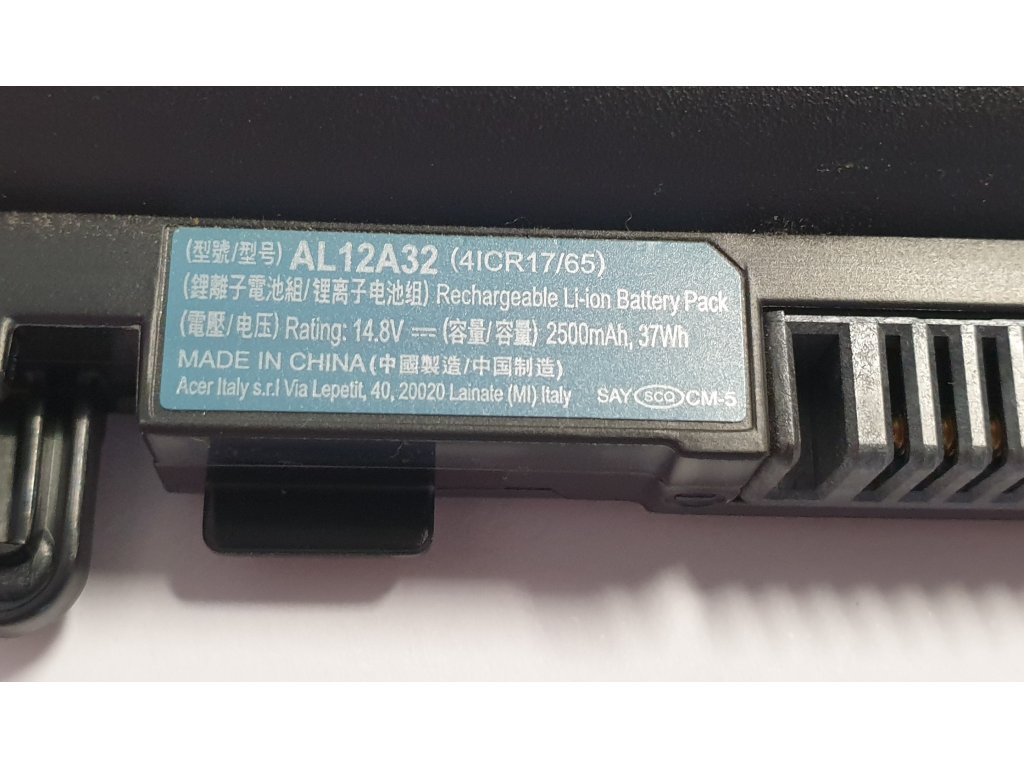 (型號/型号) AL12A32 (4ICR17/65)
(鋰離子電池組/锂离子电池组) Rechargeable Li-ion Battery Pack
(電壓/电压) Rating: 14.8V ⎓ (容量/容量) 2500mAh, 37Wh
MADE IN CHINA (中國製造/中国制造)
Acer Italy s.r.l Via Lepetit, 40, 20020 Lainate (MI) Italy SAY SCQ CM-5